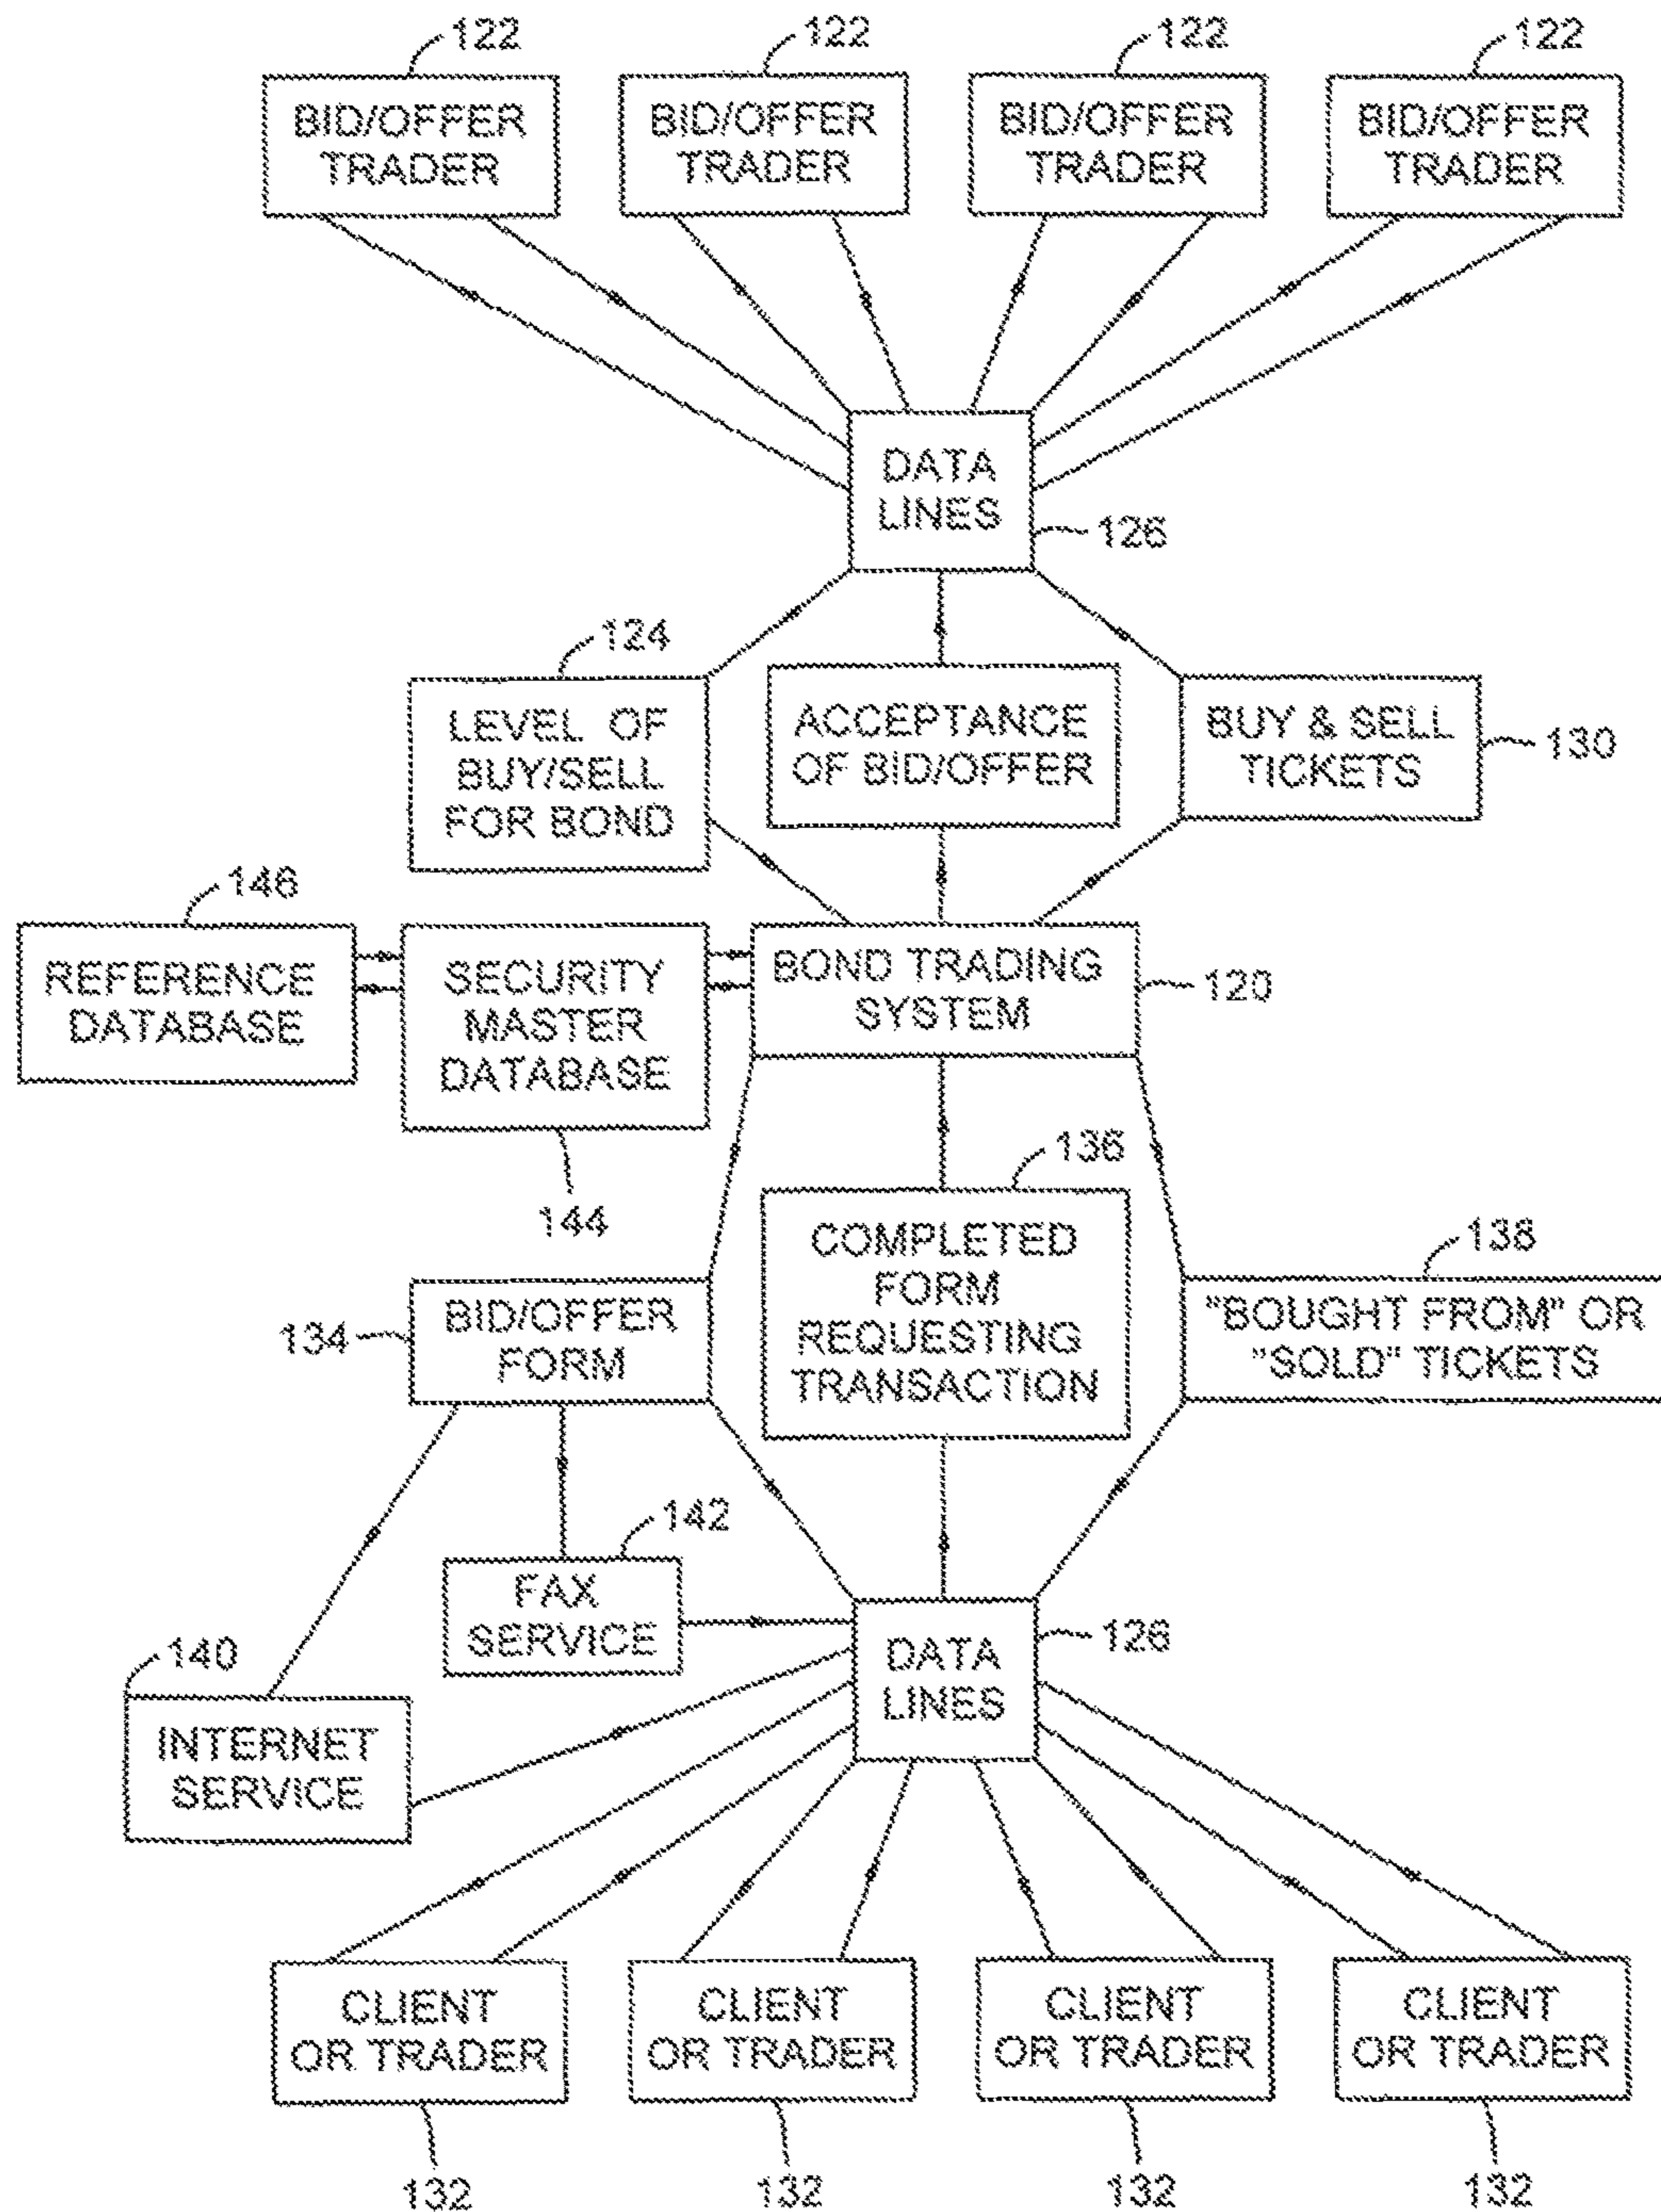 122 122 122 122
BID/OFFER TRADER
BID/OFFER TRADER
BID/OFFER TRADER
BID/OFFER TRADER
DATA
LINES
126
124
LEVEL OF
BUY/SELL
FOR BOND
ACCEPTANCE
OF BID/OFFER
BUY & SELL
TICKETS
130
146
REFERENCE
DATABASE
SECURITY
MASTER
DATABASE
144
BOND TRADING
SYSTEM
120
136
COMPLETED
FORM
REQUESTING
TRANSACTION
134
BID/OFFER
FORM
138
"BOUGHT FROM" OR
"SOLD" TICKETS
142
FAX
SERVICE
140
INTERNET
SERVICE
DATA
LINES
126
CLIENT
OR TRADER
CLIENT
OR TRADER
CLIENT
OR TRADER
CLIENT
OR TRADER
132 132 132 132